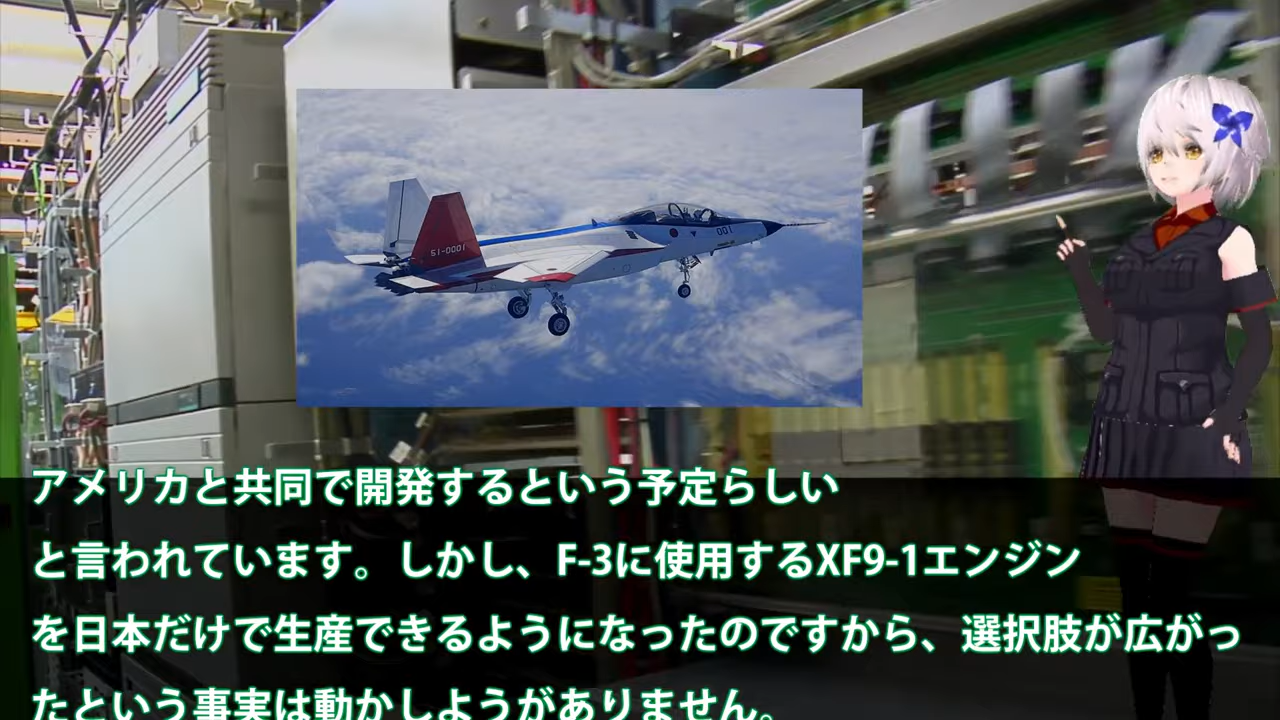 51-0001
001
アメリカと共同で開発するという予定らしい
と言われています。しかし、F-3に使用するXF9-1エンジン
を日本だけで生産できるようになったのですから、選択肢が広がっ
たという事実は動かしようがありません。